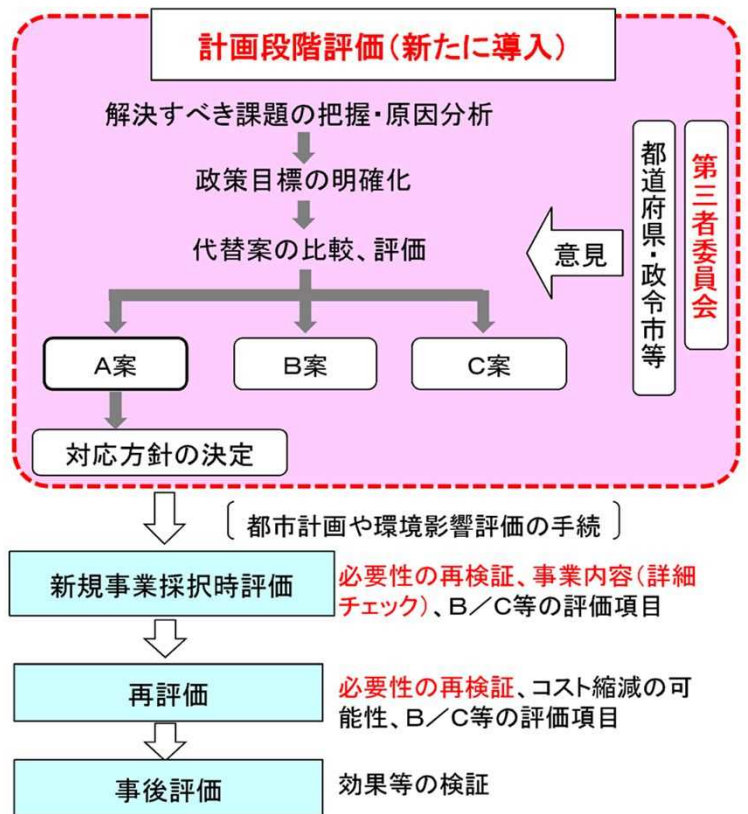 計画段階評価(新たに導入)
解決すべき課題の把握・原因分析
政策目標の明確化
代替案の比較、評価
意見
都道府県・政令市等
第三者委員会
A案
B案
C案
対応方針の決定
〔都市計画や環境影響評価の手続〕
新規事業採択時評価
必要性の再検証、事業内容(詳細
チェック)、B/C等の評価項目
再評価
必要性の再検証、コスト縮減の可
能性、B/C等の評価項目
事後評価
効果等の検証